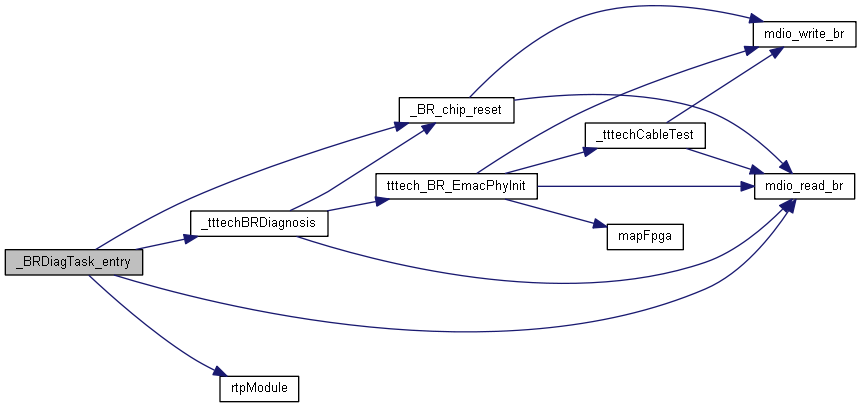 mdio_write_br
_BR_chip_reset
_tttechCableTest
tttech_BR_EmacPhyInit
mdio_read_br
_tttechBRDiagnosis
mapFpga
_BRDiagTask_entry
rtpModule